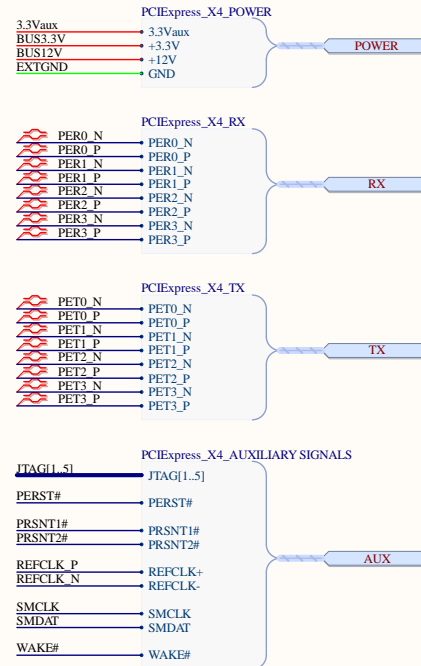 PCIExpress_X4_POWER
3.3Vaux 3.3Vaux
BUS3.3V +3.3V
BUS12V +12V
EXTGND GND
POWER
PCIExpress_X4_RX
PER0_N PER0_N
PER0_P PER0_P
PER1_N PER1_N
PER1_P PER1_P
PER2_N PER2_N
PER2_P PER2_P
PER3_N PER3_N
PER3_P PER3_P
RX
PCIExpress_X4_TX
PET0_N PET0_N
PET0_P PET0_P
PET1_N PET1_N
PET1_P PET1_P
PET2_N PET2_N
PET2_P PET2_P
PET3_N PET3_N
PET3_P PET3_P
TX
PCIExpress_X4_AUXILIARY SIGNALS
JTAG[1..5] JTAG[1..5]
PERST# PERST#
PRSNT1# PRSNT1#
PRSNT2# PRSNT2#
AUX
REFCLK_P REFCLK+
REFCLK_N REFCLK-
SMCLK SMCLK
SMDAT SMDAT
WAKE# WAKE#